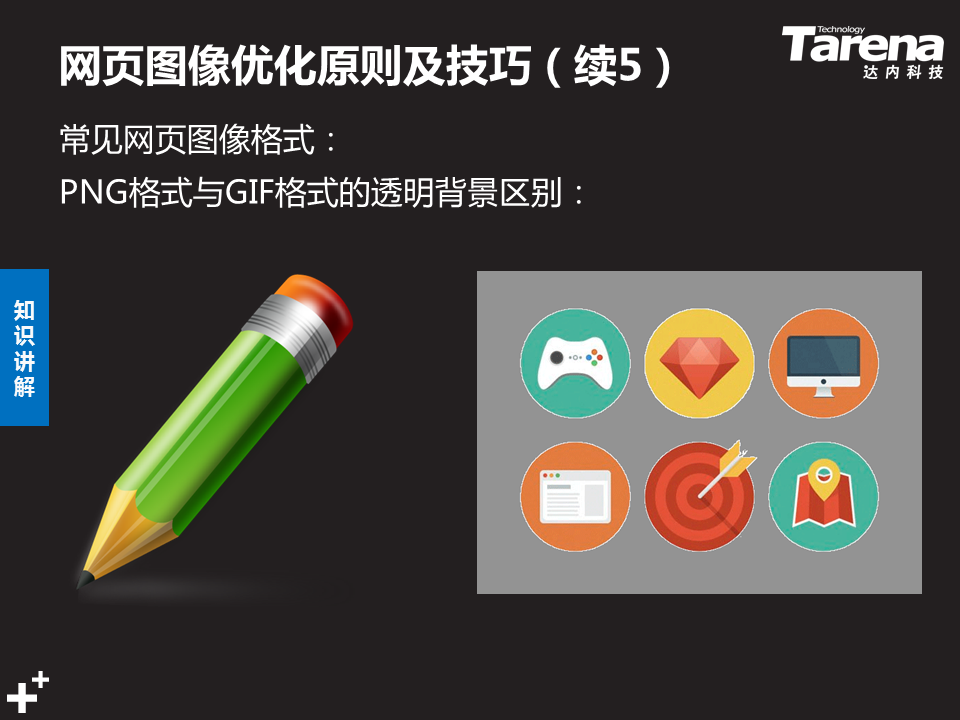 网页图像优化原则及技巧（续5）
Technology
Tarena
达内科技
常见网页图像格式：
PNG格式与GIF格式的透明背景区别：
知识讲解